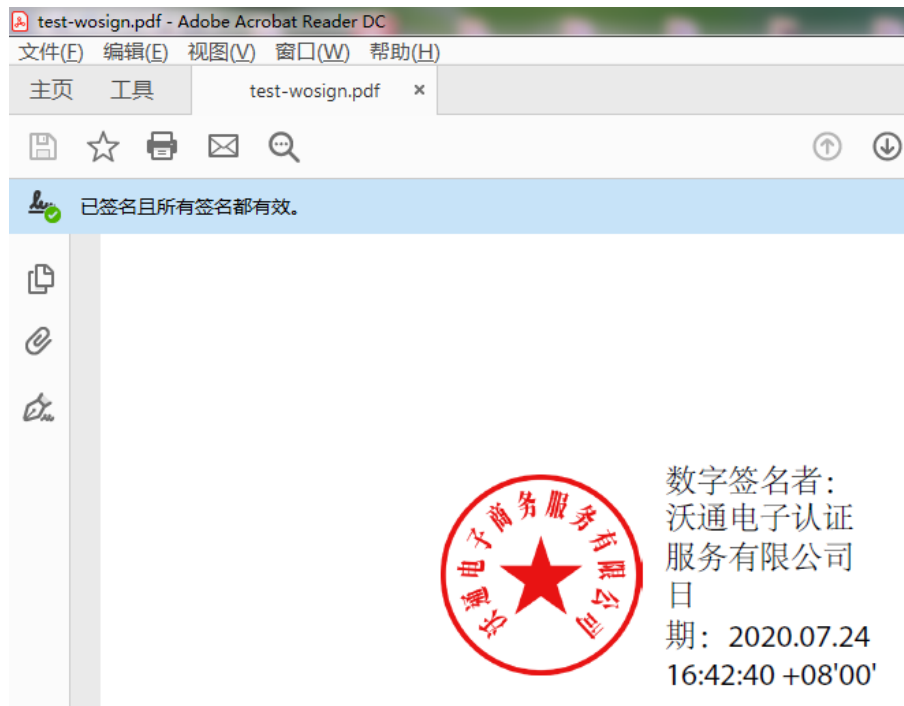 test-wosign.pdf - Adobe Acrobat Reader DC
文件(F) 编辑(E) 视图(V) 窗口(W) 帮助(H)
主页 工具 test-wosign.pdf ×
已签名且所有签名都有效。
沃通电子商务服务有限公司
数字签名者：
沃通电子认证
服务有限公司
日
期：2020.07.24
16:42:40 +08'00'